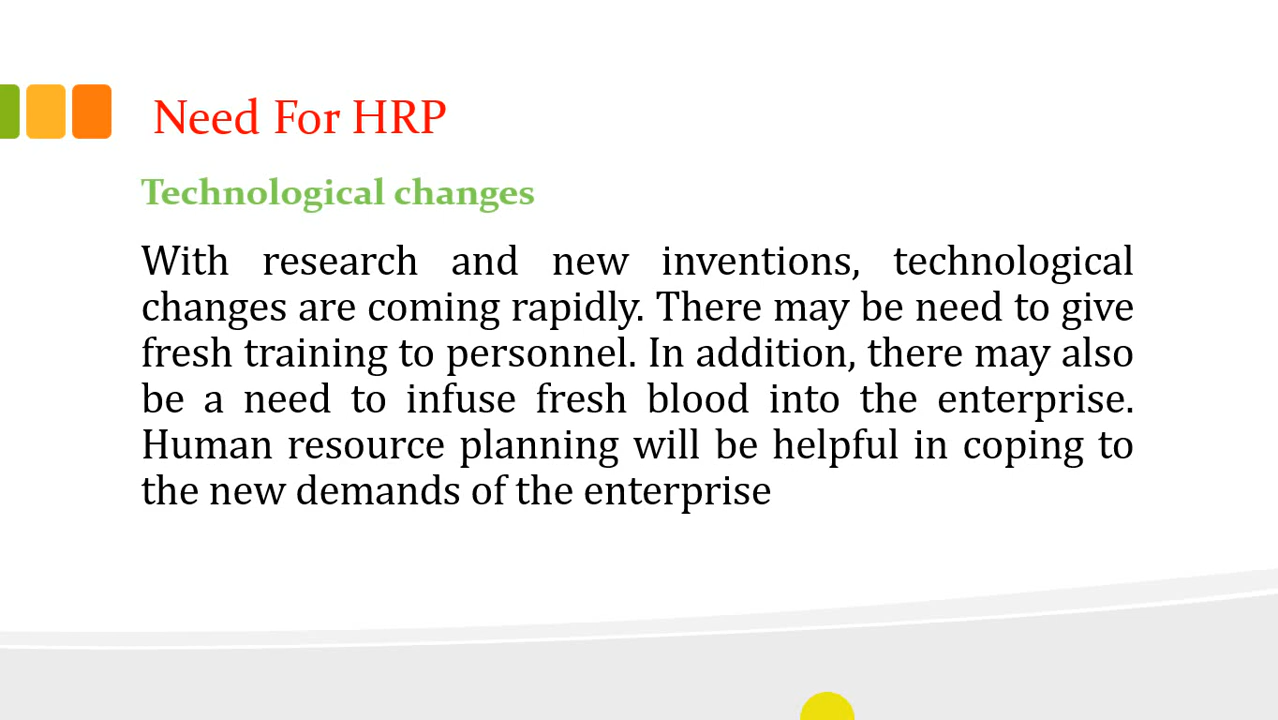 Need For HRP
Technological changes
With research and new inventions, technological
changes are coming rapidly. There may be need to give
fresh training to personnel. In addition, there may also
be a need to infuse fresh blood into the enterprise.
Human resource planning will be helpful in coping to
the new demands of the enterprise